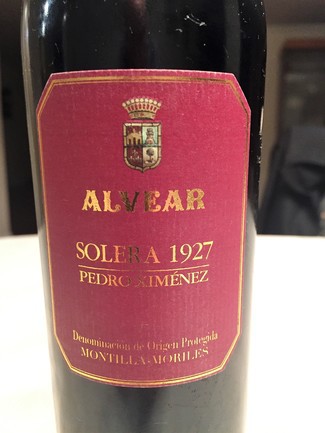 ALVEAR
SOLERA 1927
PEDRO XIMÉNEZ
Denominación de Origen Protegida
MONTILLA-MORILES